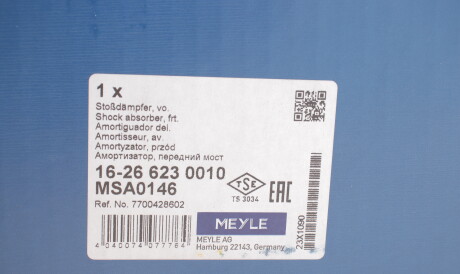 1 x
Stoßdämpfer, vo.
Shock absorber, frt.
Amortiguador del.
Amortisseur, av.
Amortyzator, przód
Амортизатор, передний мост
16-26 623 0010
MSA0146
Ref. No. 7700428602
TSE
TS 3034
EAC
MEYLE
MEYLE AG
Hamburg 22143, Germany
23X1090
4 040074 077764